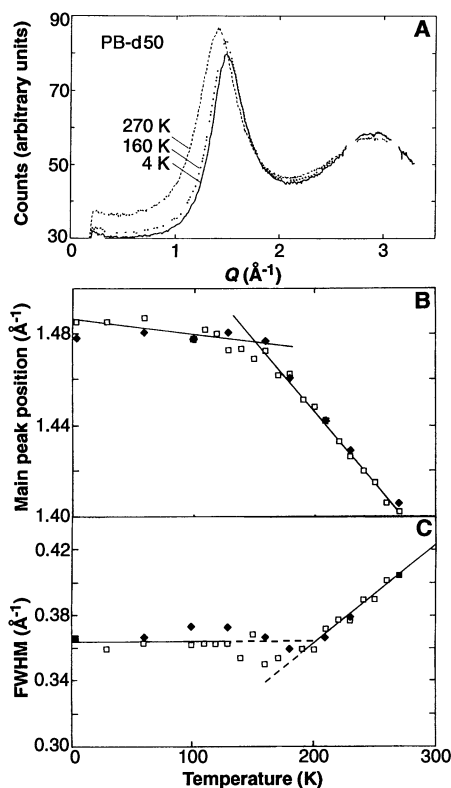 90
A
PB-d50
Counts (arbitrary units)
70
270 K
160 K
4 K
50
30
0
1
2
3
Q (Å⁻¹)
B
Main peak position (Å⁻¹)
1.48
1.44
1.40
C
0.42
FWHM (Å⁻¹)
0.38
0.34
0.30
0
100
200
300
Temperature (K)